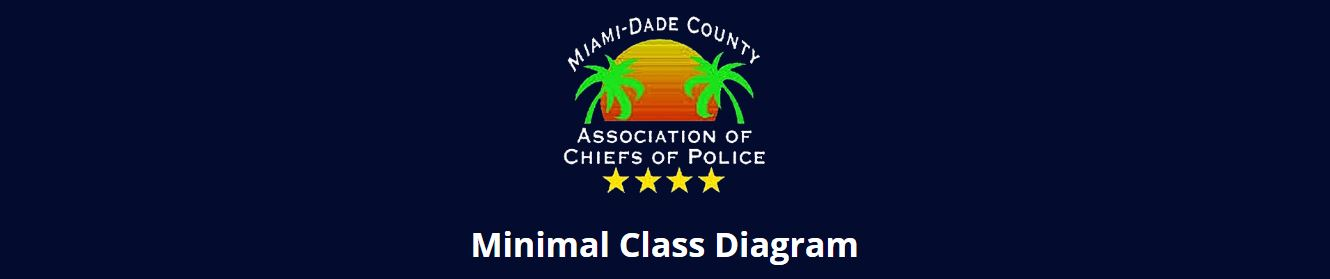 MIAMI-DADE COUNTY
ASSOCIATION OF
CHIEFS OF POLICE
Minimal Class Diagram